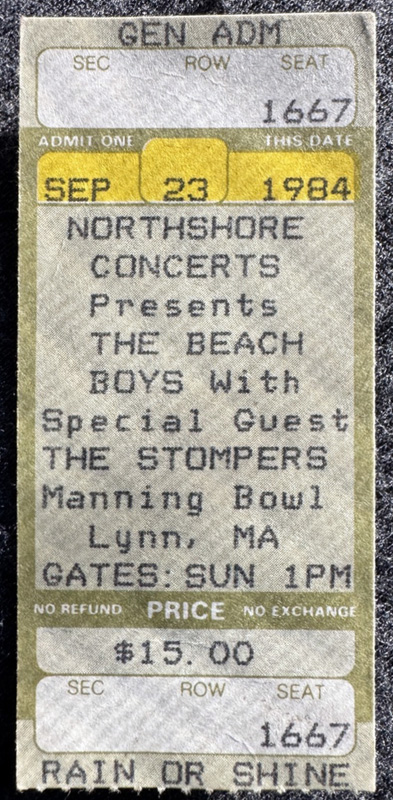 GEN ADM
SEC ROW SEAT
1667
ADMIT ONE THIS DATE
SEP 23 1984
NORTHSHORE
CONCERTS
Presents
THE BEACH
BOYS With
Special Guest
THE STOMPERS
Manning Bowl
Lynn, MA
GATES: SUN 1PM
NO REFUND PRICE NO EXCHANGE
$15.00
SEC ROW SEAT
1667
RAIN OR SHINE